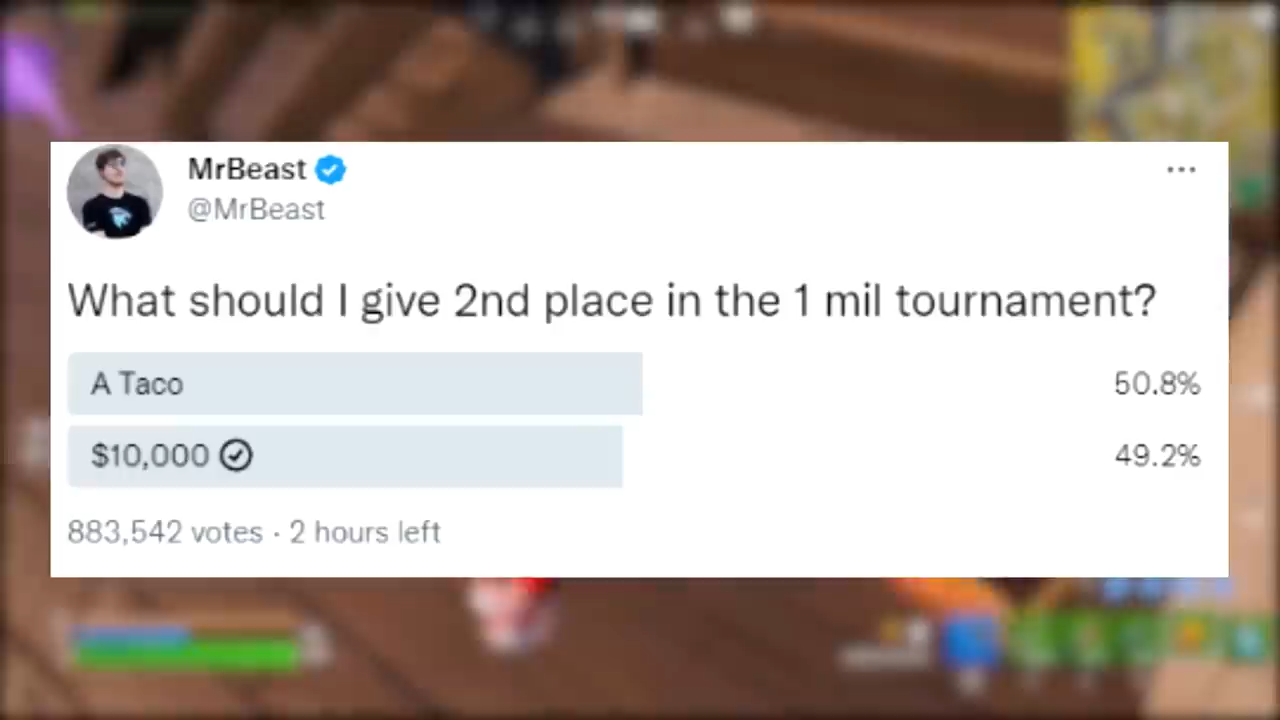 MrBeast
@MrBeast
What should I give 2nd place in the 1 mil tournament?
A Taco 50.8%
$10,000 49.2%
883,542 votes · 2 hours left